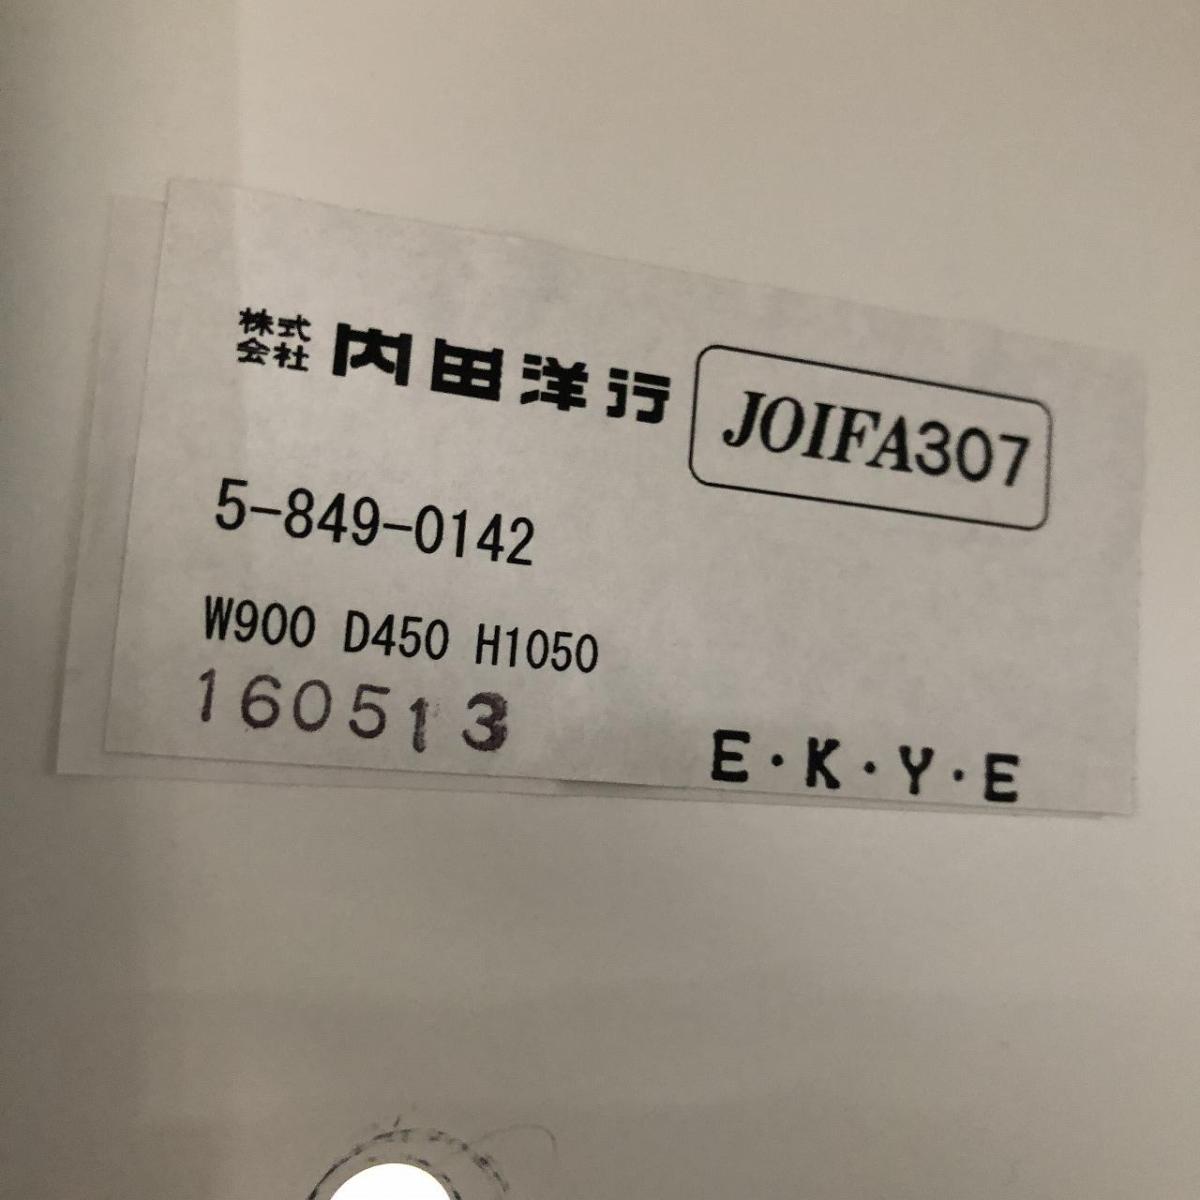 株式会社 内田洋行 JOIFA307
5-849-0142
W900 D450 H1050
160513
E・K・Y・E